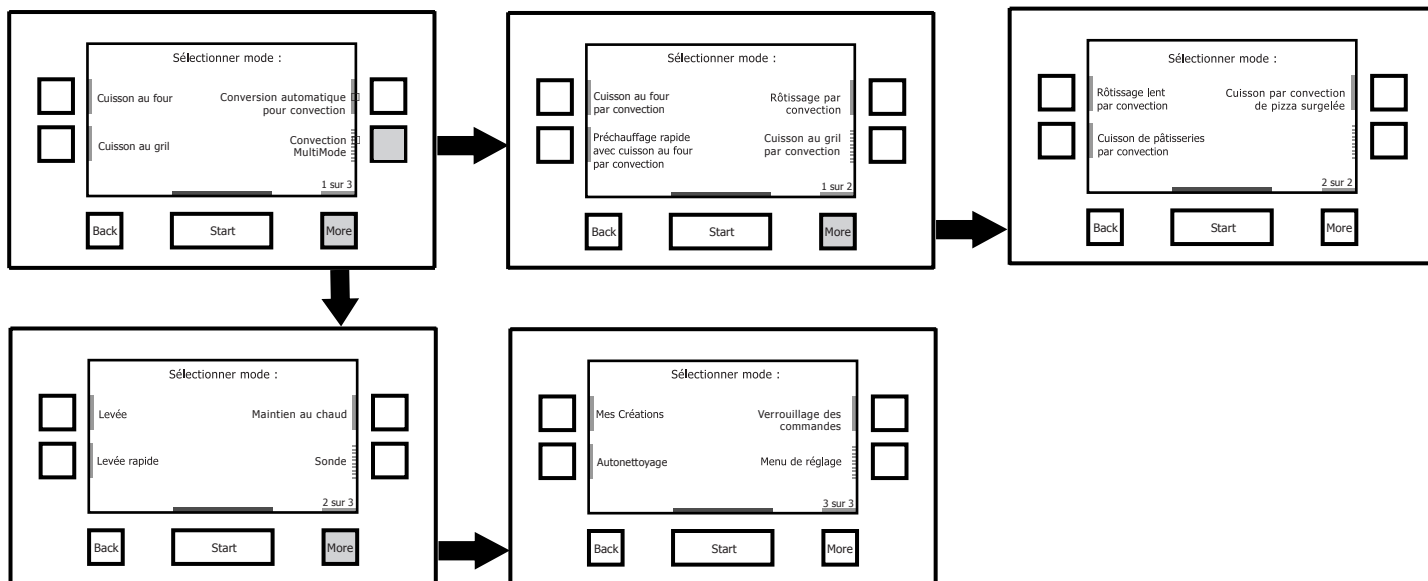 Sélectionner mode :
Cuisson au four
Conversion automatique
pour convection
Cuisson au gril
Convection
MultiMode
1 sur 3
Back
Start
More
Sélectionner mode :
Cuisson au four
par convection
Rôtissage par
convection
Préchauffage rapide
avec cuisson au four
par convection
Cuisson au gril
par convection
1 sur 2
Back
Start
More
Sélectionner mode :
Rôtissage lent
par convection
Cuisson par convection
de pizza surgelée
Cuisson de pâtisseries
par convection
2 sur 2
Back
Start
More
Sélectionner mode :
Levée
Maintien au chaud
Levée rapide
Sonde
2 sur 3
Back
Start
More
Sélectionner mode :
Mes Créations
Verrouillage des
commandes
Autonettoyage
Menu de réglage
3 sur 3
Back
Start
More